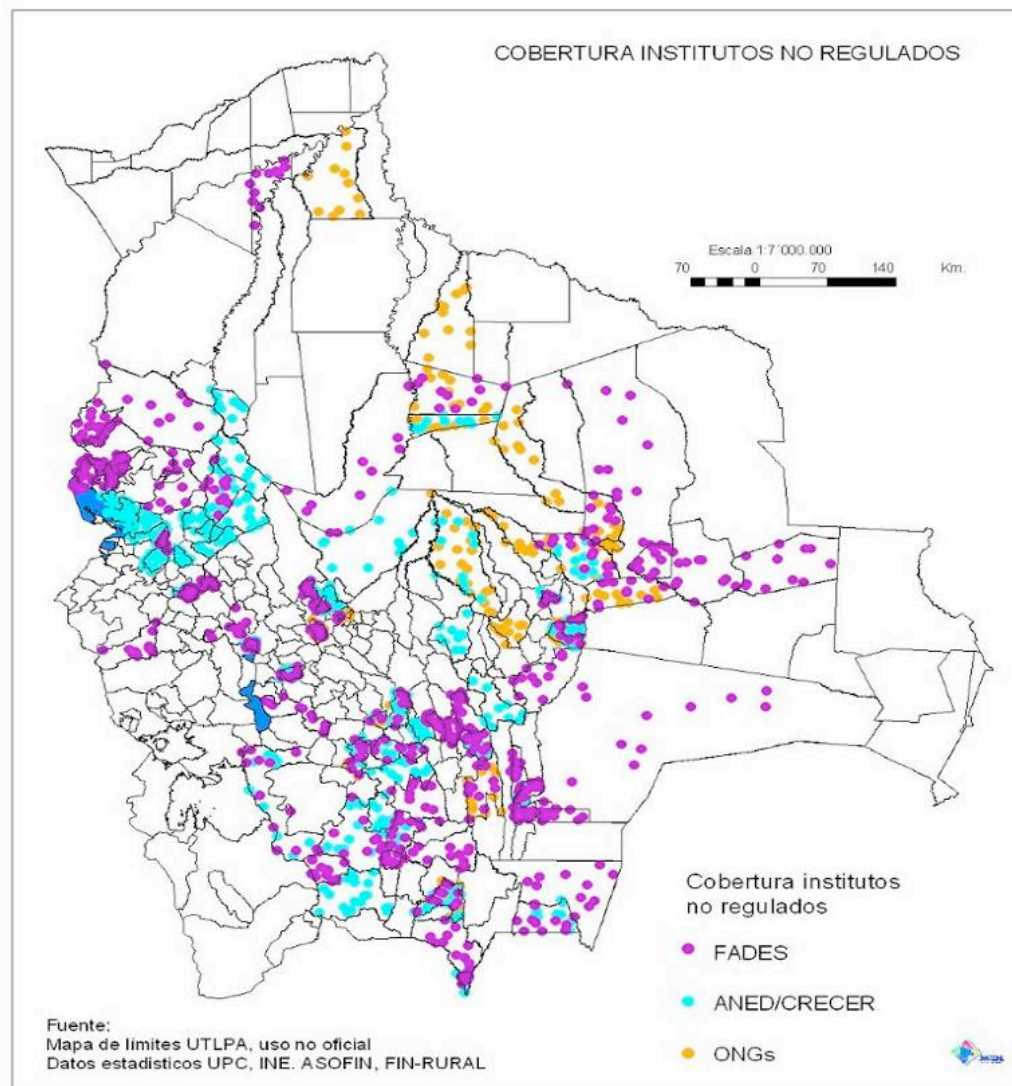 COBERTURA INSTITUTOS NO REGULADOS
Escala 1:7´000.000
70 0 70 140 Km.
Cobertura institutos
no regulados
FADES
ANED/CRECER
ONGs
Fuente:
Mapa de límites UTLPA, uso no oficial
Datos estadisticos UPC, INE. ASOFIN, FIN-RURAL